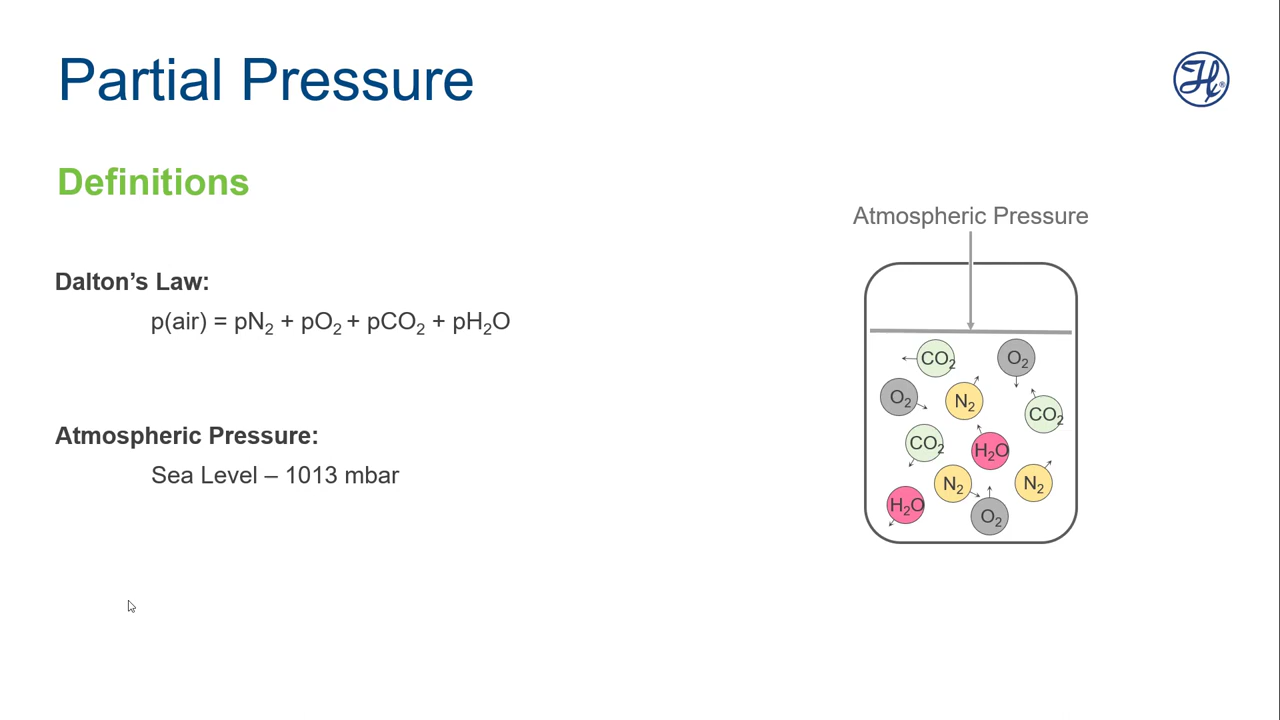 Partial Pressure
Definitions
Dalton’s Law:
p(air) = pN₂ + pO₂ + pCO₂ + pH₂O
Atmospheric Pressure:
Sea Level – 1013 mbar
H®
Atmospheric Pressure
CO₂
O₂
O₂
N₂
CO₂
CO₂
H₂O
N₂
N₂
H₂O
O₂